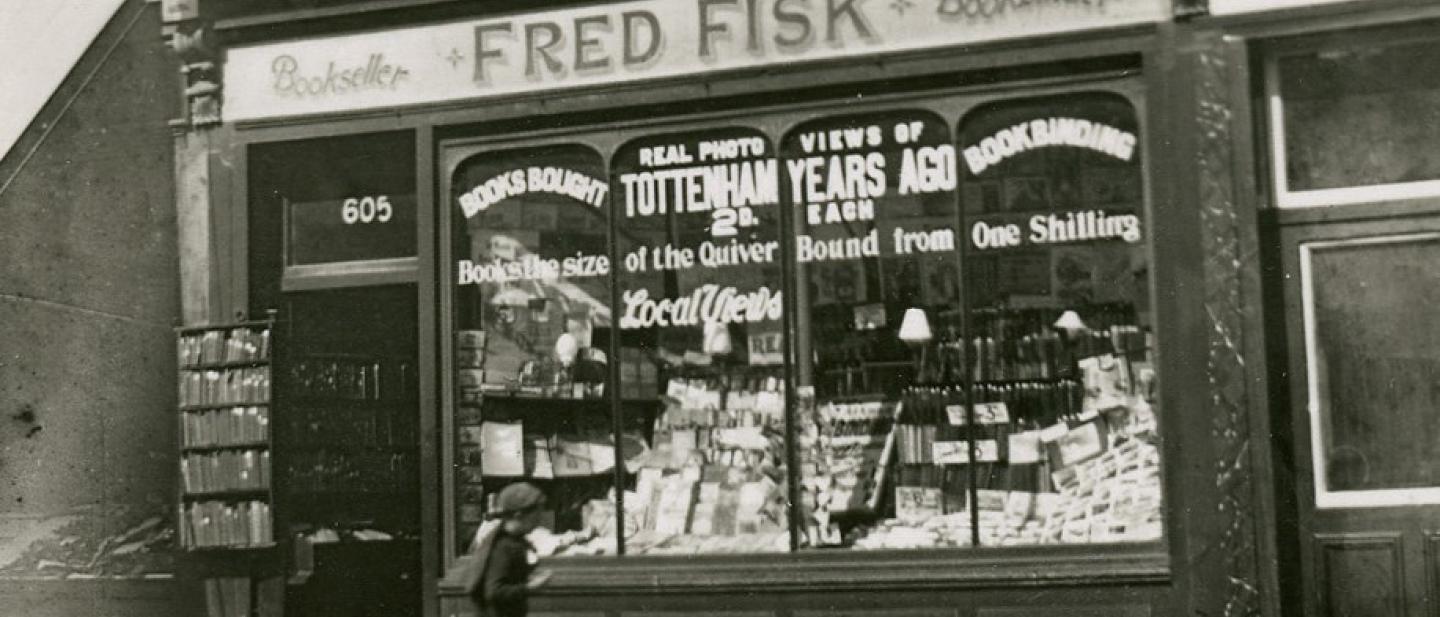 Bookseller FRED FISK
605
BOOKS BOUGHT
REAL PHOTO VIEWS OF
TOTTENHAM YEARS AGO
2D. EACH
BOOKBINDING
Books the size of the Quiver Bound from One Shilling
Local Views